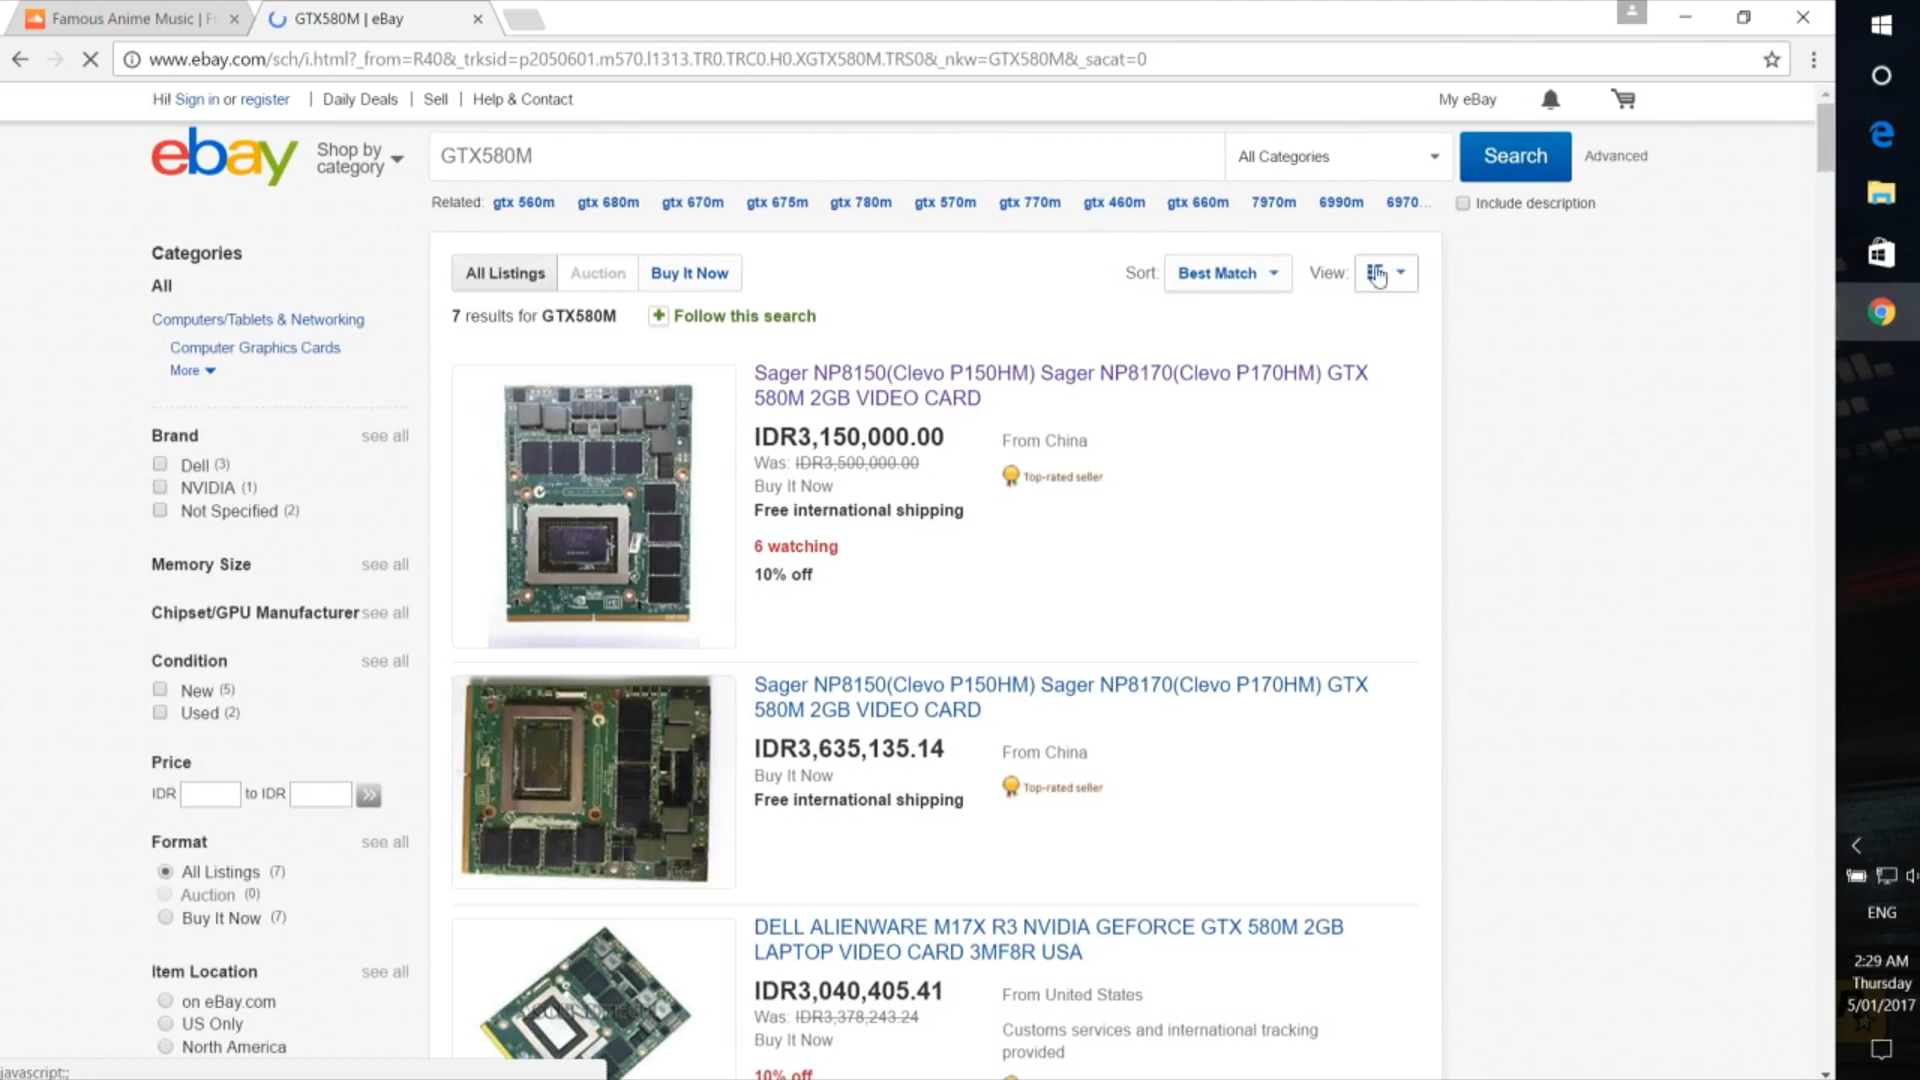 Famous Anime Music | F
GTX580M | eBay
www.ebay.com/sch/i.html?_from=R40&_trksid=p2050601.m570.l1313.TR0.TRC0.H0.XGTX580M.TRS0&_nkw=GTX580M&_sacat=0
Hi! Sign in or register | Daily Deals | Sell | Help & Contact
My eBay
ebay
Shop by category
GTX580M
All Categories
Search
Advanced
Related: gtx 560m gtx 680m gtx 670m gtx 675m gtx 780m gtx 570m gtx 770m gtx 460m gtx 660m 7970m 6990m 6970...
Include description
Categories
All
Computers/Tablets & Networking
Computer Graphics Cards
More
Brand see all
Dell (3)
NVIDIA (1)
Not Specified (2)
Memory Size see all
Chipset/GPU Manufacturer see all
Condition see all
New (5)
Used (2)
Price
IDR to IDR
Format see all
All Listings (7)
Auction (0)
Buy It Now (7)
Item Location see all
on eBay.com
US Only
North America
All Listings Auction Buy It Now
Sort: Best Match View:
7 results for GTX580M
Follow this search
Sager NP8150(Clevo P150HM) Sager NP8170(Clevo P170HM) GTX
580M 2GB VIDEO CARD
IDR3,150,000.00
From China
Was: IDR3,500,000.00
Top-rated seller
Buy It Now
Free international shipping
6 watching
10% off
Sager NP8150(Clevo P150HM) Sager NP8170(Clevo P170HM) GTX
580M 2GB VIDEO CARD
IDR3,635,135.14
From China
Buy It Now
Top-rated seller
Free international shipping
DELL ALIENWARE M17X R3 NVIDIA GEFORCE GTX 580M 2GB
LAPTOP VIDEO CARD 3MF8R USA
IDR3,040,405.41
From United States
Was: IDR3,378,243.24
Customs services and international tracking
provided
Buy It Now
10% off
javascript:;
ENG
2:29 AM
Thursday
5/01/2017